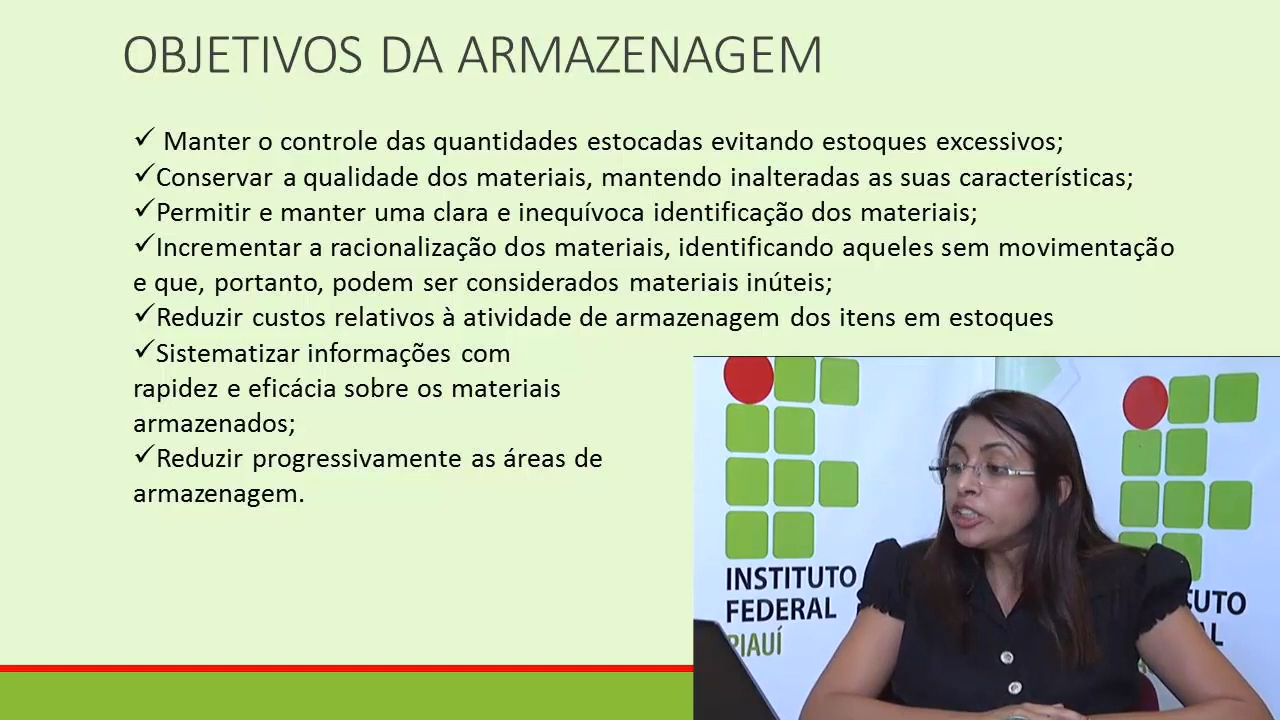 OBJETIVOS DA ARMAZENAGEM
✓ Manter o controle das quantidades estocadas evitando estoques excessivos;
✓Conservar a qualidade dos materiais, mantendo inalteradas as suas características;
✓Permitir e manter uma clara e inequívoca identificação dos materiais;
✓Incrementar a racionalização dos materiais, identificando aqueles sem movimentação
e que, portanto, podem ser considerados materiais inúteis;
✓Reduzir custos relativos à atividade de armazenagem dos itens em estoques
✓Sistematizar informações com
rapidez e eficácia sobre os materiais
armazenados;
✓Reduzir progressivamente as áreas de
armazenagem.
INSTITUTO
FEDERAL
PIAUÍ